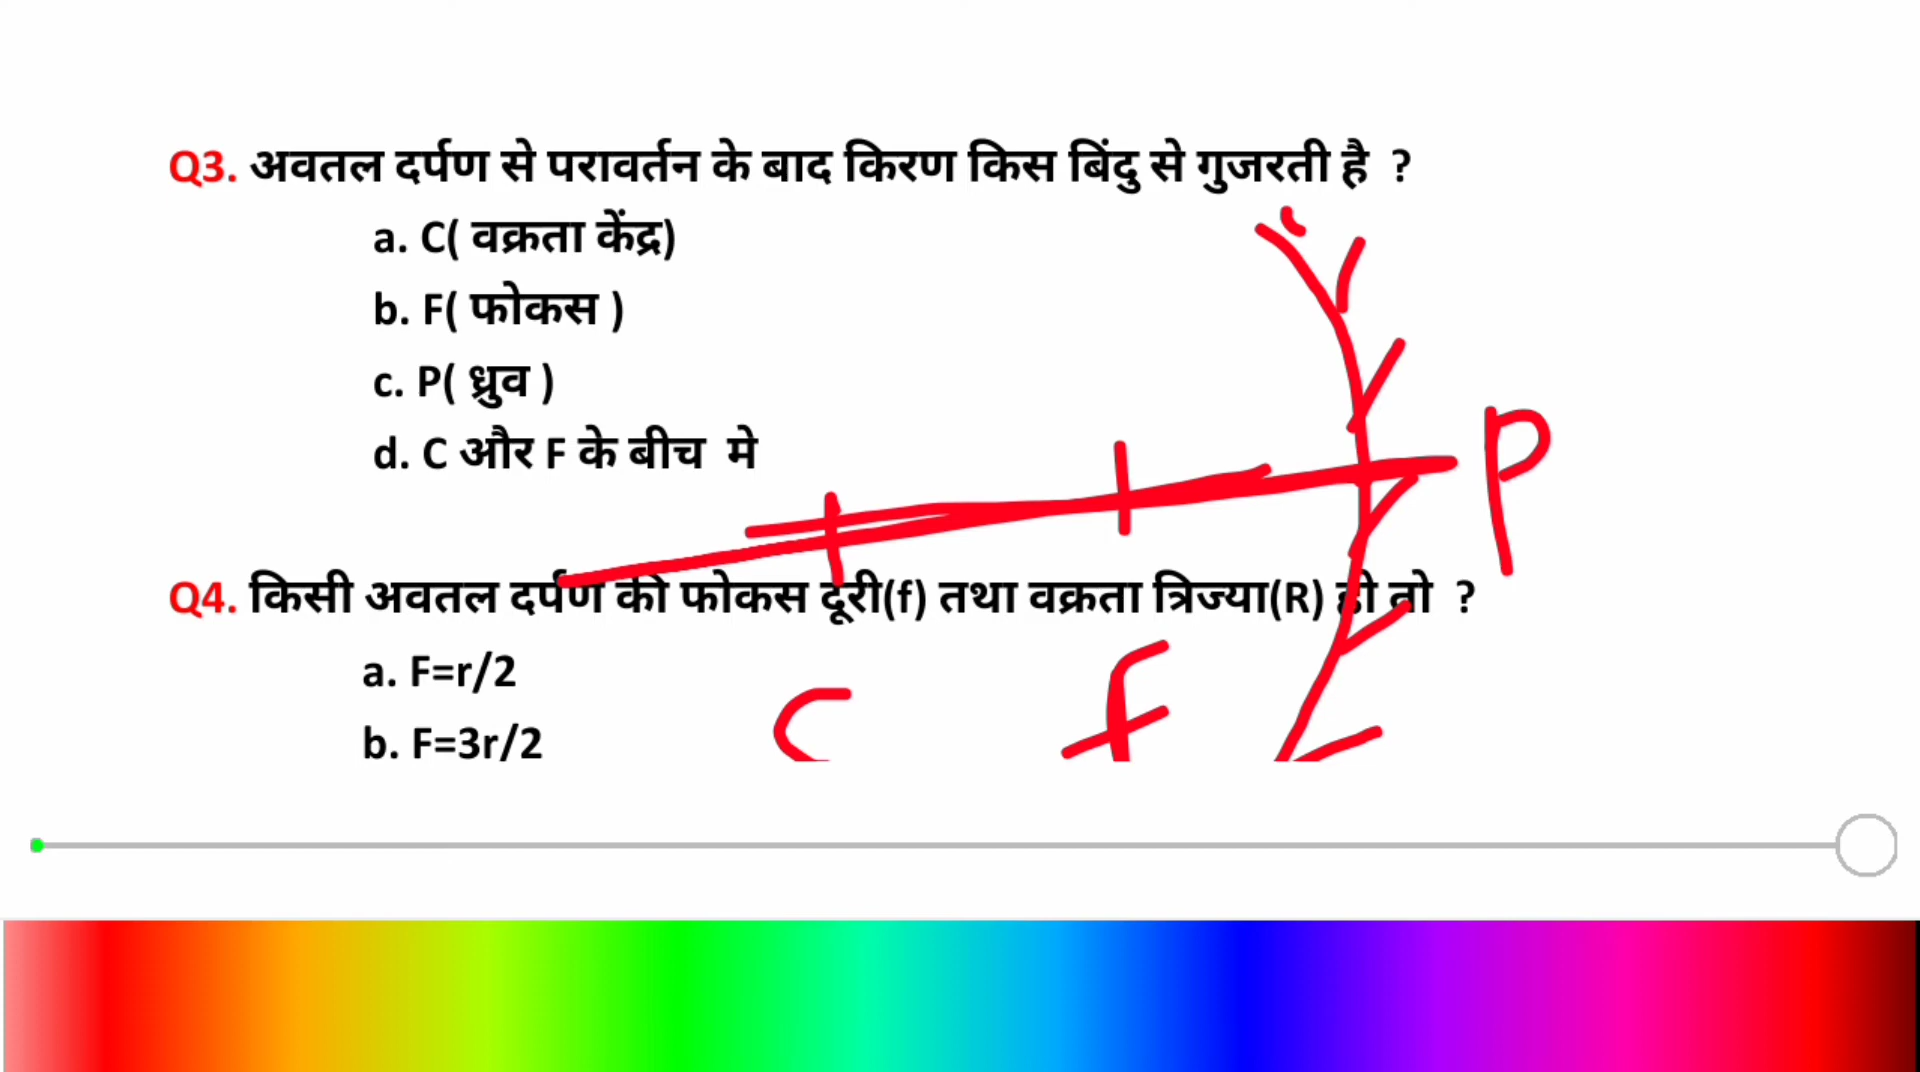 Q3. अवतल दर्पण से परावर्तन के बाद किरण किस बिंदु से गुजरती है ?
a. C( वक्रता केंद्र)
b. F( फोकस )
c. P( ध्रुव )
d. C और F के बीच मे
P
Q4. किसी अवतल दर्पण की फोकस दूरी(f) तथा वक्रता त्रिज्या(R) हो तो ?
a. F=r/2
b. F=3r/2
C F